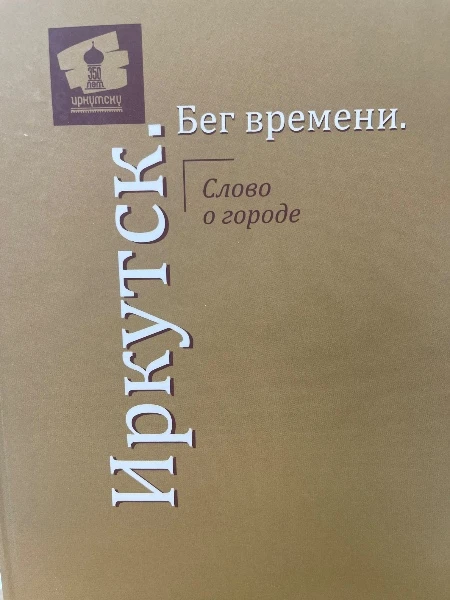 350
лет
иркутску
Иркутск.
Бег времени.
Слово
о городе